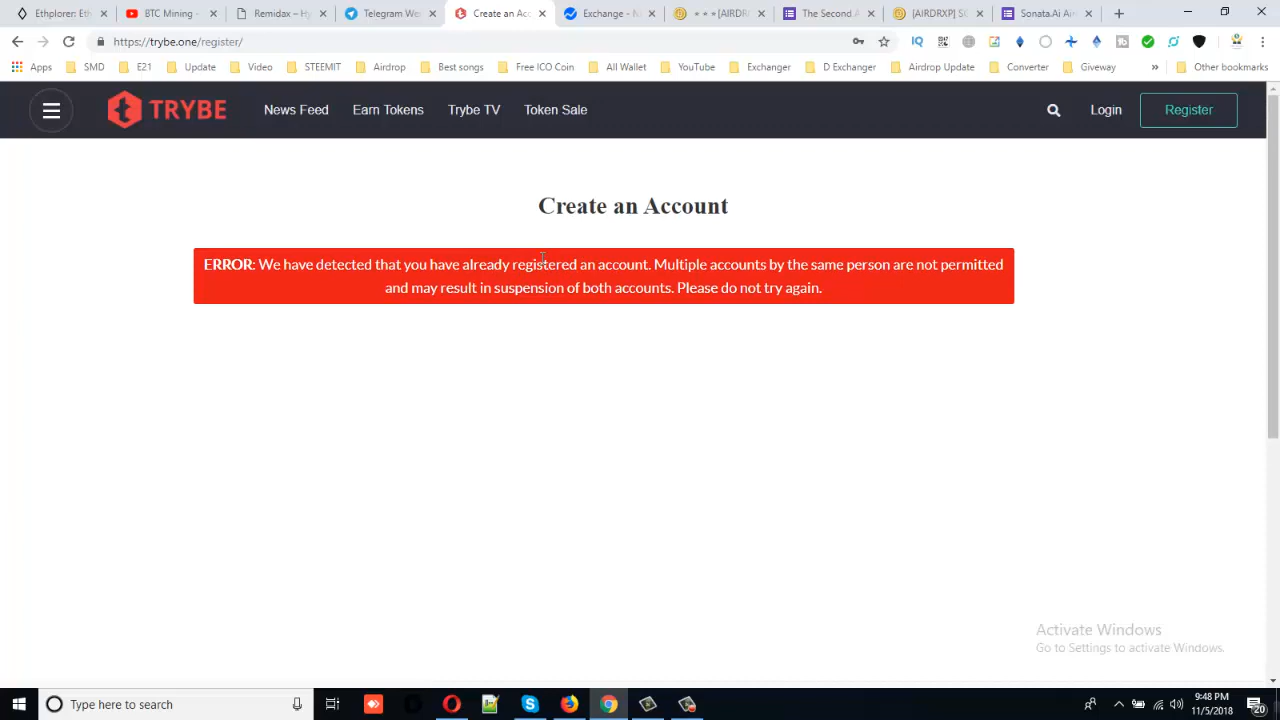 Ethplorer: Eth
BTC Mining -
Remidax - H
Telegram We
Create an Acc
Exchange - N
**[AIRDR
The Second A
[AIRDRXP] S
Sonata.Ai Air
https://trybe.one/register/
Apps SMD E21 Update Video STEEMIT Airdrop Best songs Free ICO Coin All Wallet YouTube Exchanger D Exchanger Airdrop Update Converter Giveway » Other bookmarks
TRYBE News Feed Earn Tokens Trybe TV Token Sale Login Register
Create an Account
ERROR: We have detected that you have already registered an account. Multiple accounts by the same person are not permitted
and may result in suspension of both accounts. Please do not try again.
Activate Windows
Go to Settings to activate Windows.
Type here to search
9:48 PM
11/5/2018
20